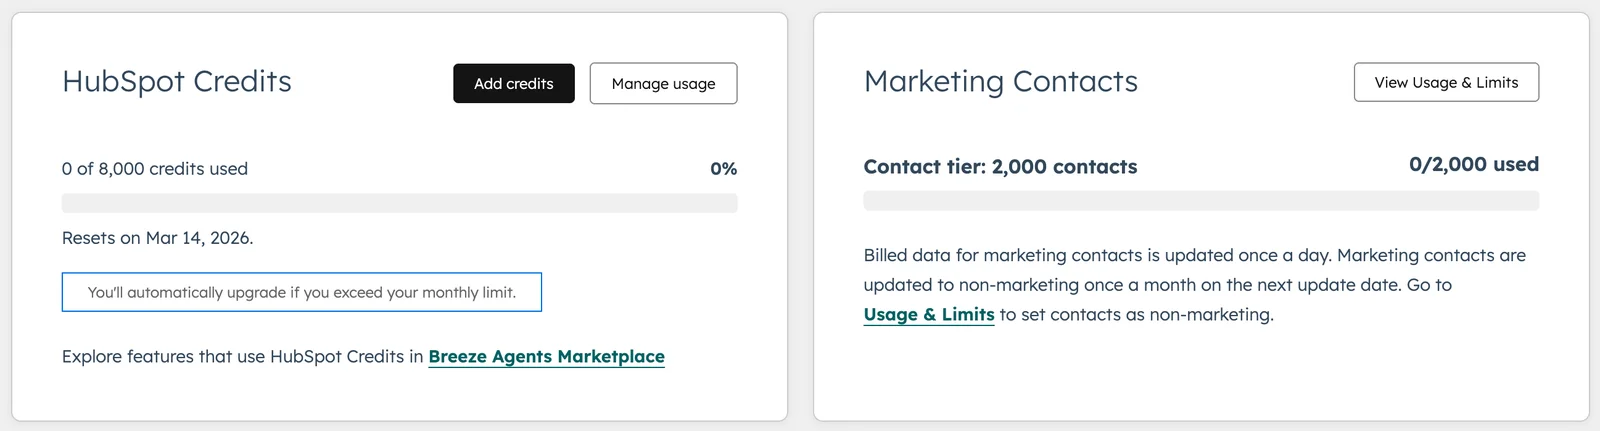 HubSpot Credits
Add credits
Manage usage
0 of 8,000 credits used
0%
Resets on Mar 14, 2026.
You'll automatically upgrade if you exceed your monthly limit.
Explore features that use HubSpot Credits in Breeze Agents Marketplace
Marketing Contacts
View Usage & Limits
Contact tier: 2,000 contacts
0/2,000 used
Billed data for marketing contacts is updated once a day. Marketing contacts are
updated to non-marketing once a month on the next update date. Go to
Usage & Limits to set contacts as non-marketing.